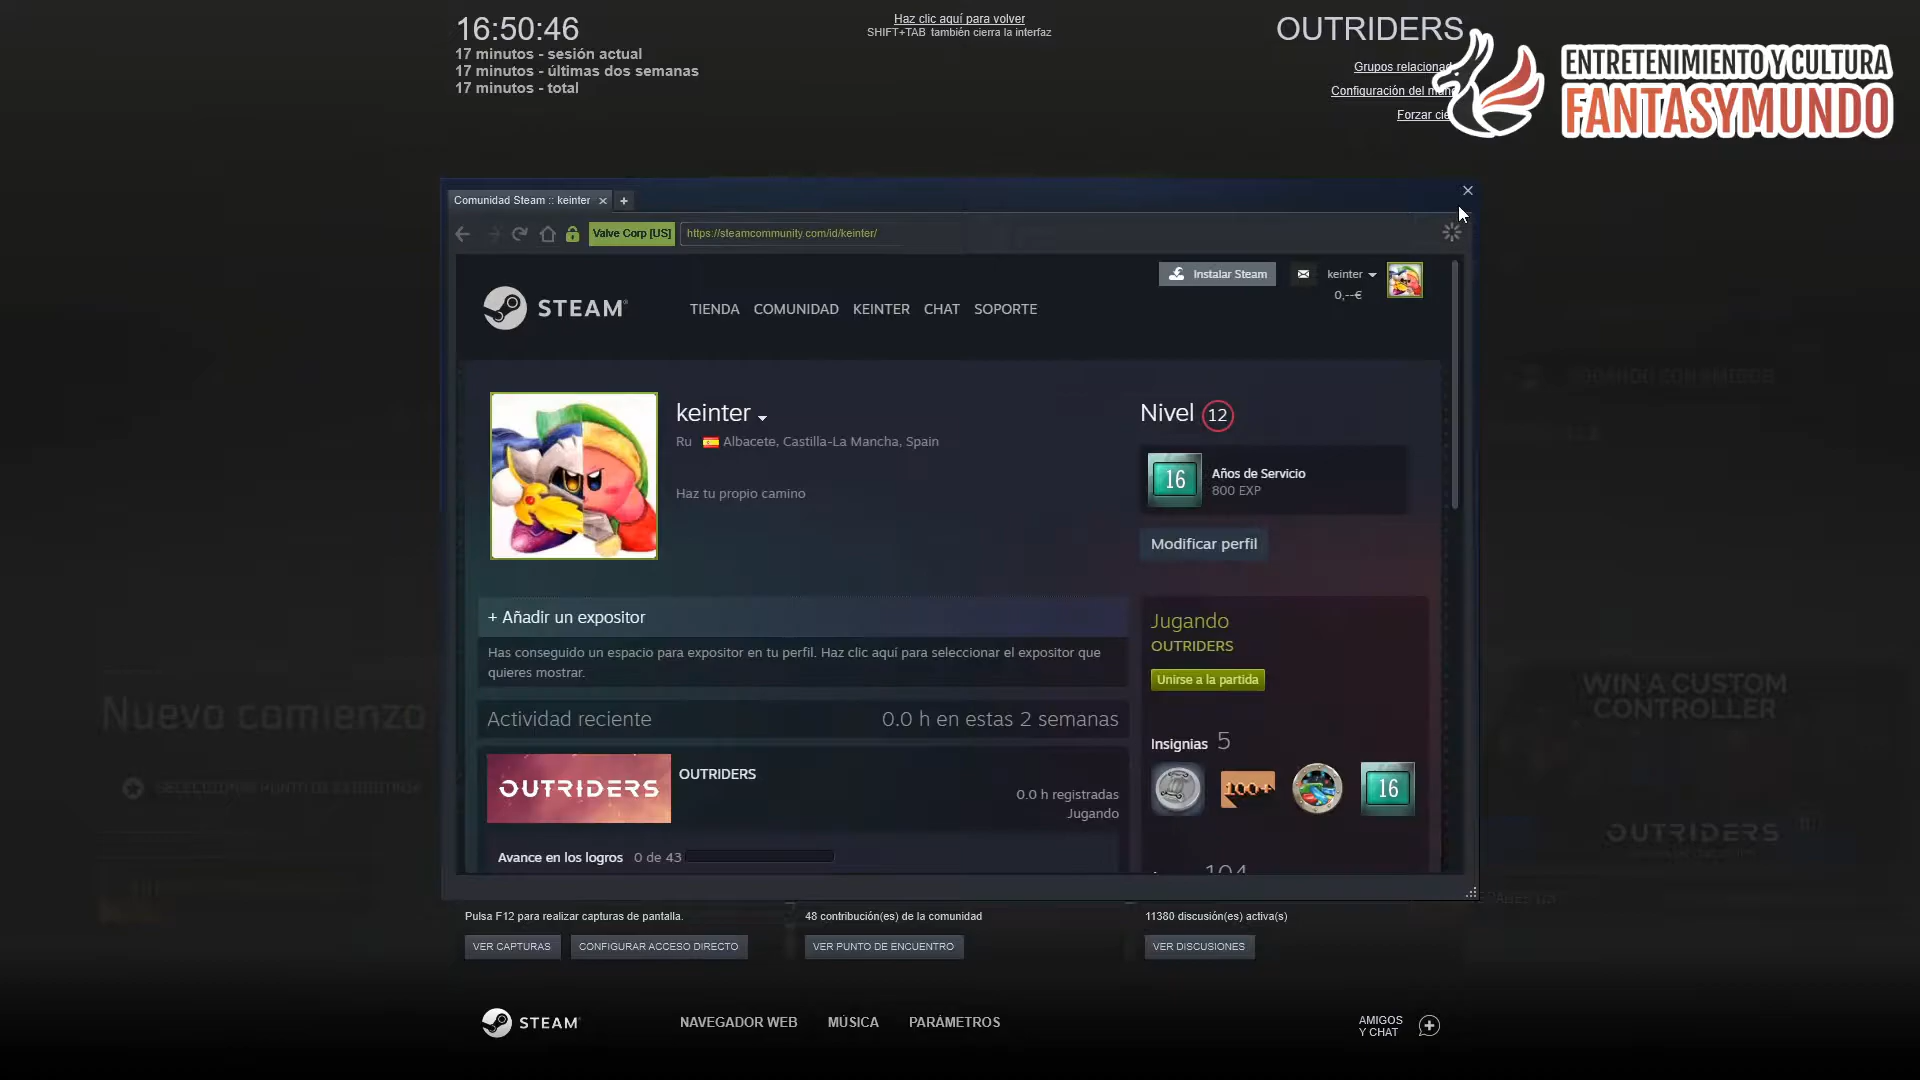 16:50:46
17 minutos - sesión actual
17 minutos - últimas dos semanas
17 minutos - total
Haz clic aquí para volver
SHIFT+TAB también cierra la interfaz
OUTRIDERS
Grupos relacionad
Configuración del
Forzar cie
ENTRETENIMIENTO Y CULTURA
FANTASYMUNDO
Comunidad Steam :: keinter
Valve Corp [US]
https://steamcommunity.com/id/keinter/
Instalar Steam
keinter
0,--€
STEAM
TIENDA COMUNIDAD KEINTER CHAT SOPORTE
keinter
Ru Albacete, Castilla-La Mancha, Spain
Haz tu propio camino
Nivel 12
16
Años de Servicio
800 EXP
Modificar perfil
+ Añadir un expositor
Has conseguido un espacio para expositor en tu perfil. Haz clic aquí para seleccionar el expositor que
quieres mostrar.
Actividad reciente
0.0 h en estas 2 semanas
OUTRIDERS
OUTRIDERS
0.0 h registradas
Jugando
Avance en los logros 0 de 43
Jugando
OUTRIDERS
Unirse a la partida
Insignias 5
100+
16
104
Nuevo comienzo
WIN A CUSTOM
CONTROLLER
OUTRIDERS
Pulsa F12 para realizar capturas de pantalla.
VER CAPTURAS
CONFIGURAR ACCESO DIRECTO
48 contribución(es) de la comunidad
VER PUNTO DE ENCUENTRO
11380 discusión(es) activa(s)
VER DISCUSIONES
STEAM
NAVEGADOR WEB MÚSICA PARÁMETROS
AMIGOS
Y CHAT